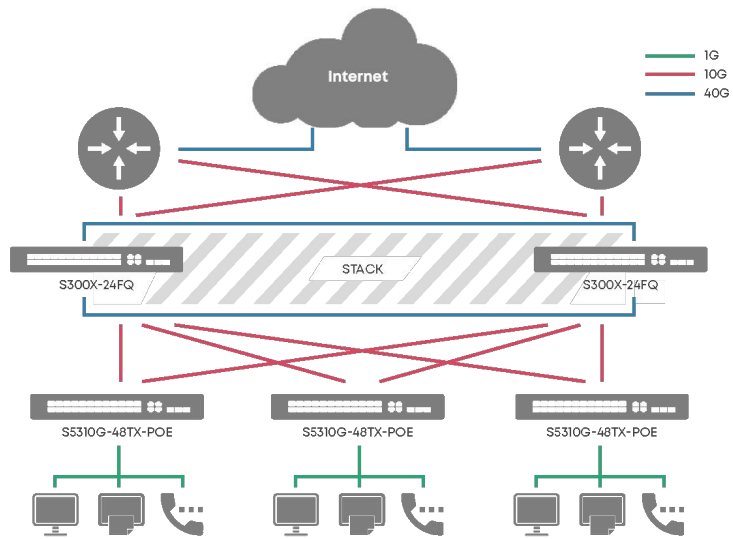 Internet
1G
10G
40G
STACK
S300X-24FQ
S300X-24FQ
S5310G-48TX-POE
S5310G-48TX-POE
S5310G-48TX-POE